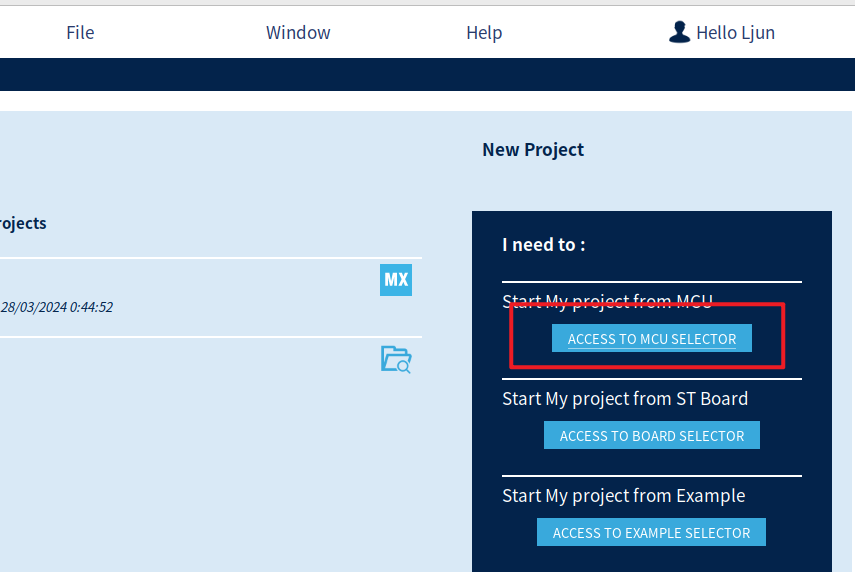 File Window Help Hello Ljun
New Project
rojects
I need to :
MX
Start My project from MCU
28/03/2024 0:44:52
ACCESS TO MCU SELECTOR
Start My project from ST Board
ACCESS TO BOARD SELECTOR
Start My project from Example
ACCESS TO EXAMPLE SELECTOR